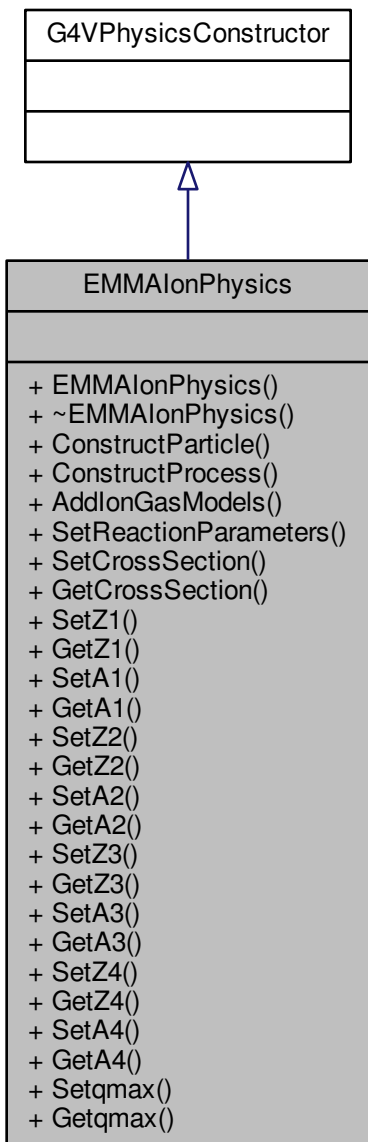 G4VPhysicsConstructor
EMMAIonPhysics
+ EMMAIonPhysics()
+ ~EMMAIonPhysics()
+ ConstructParticle()
+ ConstructProcess()
+ AddIonGasModels()
+ SetReactionParameters()
+ SetCrossSection()
+ GetCrossSection()
+ SetZ1()
+ GetZ1()
+ SetA1()
+ GetA1()
+ SetZ2()
+ GetZ2()
+ SetA2()
+ GetA2()
+ SetZ3()
+ GetZ3()
+ SetA3()
+ GetA3()
+ SetZ4()
+ GetZ4()
+ SetA4()
+ GetA4()
+ Setqmax()
+ Getqmax()